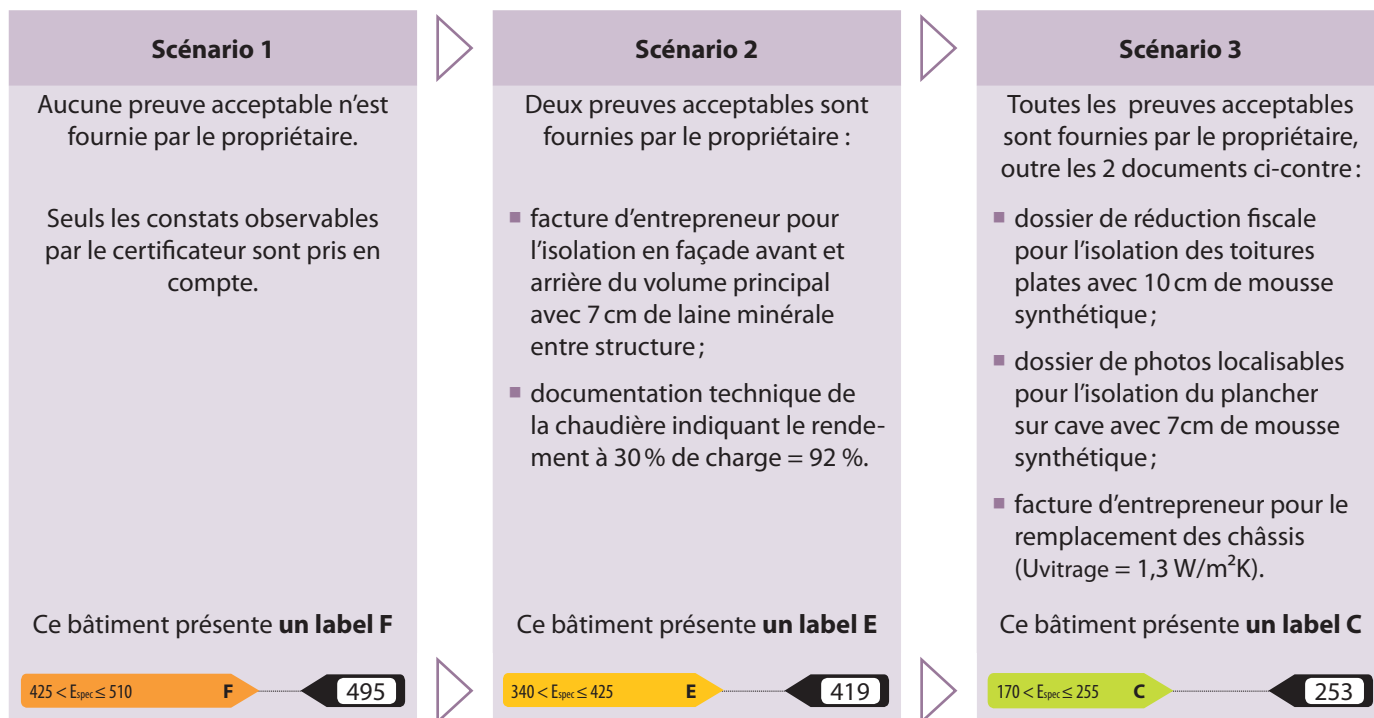 Scénario 1
Aucune preuve acceptable n'est
fournie par le propriétaire.
Seuls les constats observables
par le certificateur sont pris en
compte.
Ce bâtiment présente un label F
425 < Espec ≤ 510 F 495
Scénario 2
Deux preuves acceptables sont
fournies par le propriétaire :
■ facture d'entrepreneur pour
l'isolation en façade avant et
arrière du volume principal
avec 7 cm de laine minérale
entre structure ;
■ documentation technique de
la chaudière indiquant le rende-
ment à 30 % de charge = 92 %.
Ce bâtiment présente un label E
340 < Espec ≤ 425 E 419
Scénario 3
Toutes les preuves acceptables
sont fournies par le propriétaire,
outre les 2 documents ci-contre :
■ dossier de réduction fiscale
pour l'isolation des toitures
plates avec 10 cm de mousse
synthétique ;
■ dossier de photos localisables
pour l'isolation du plancher
sur cave avec 7cm de mousse
synthétique ;
■ facture d'entrepreneur pour le
remplacement des châssis
(Uvitrage = 1,3 W/m²K).
Ce bâtiment présente un label C
170 < Espec ≤ 255 C 253